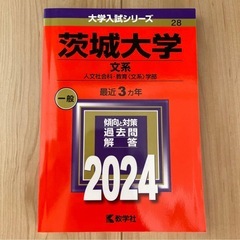 大学入試シリーズ
28
茨城大学
文系
人文社会科・教育〈文系〉学部
一般
最近3カ年
傾向と対策
過去問
解答
2024
教学社